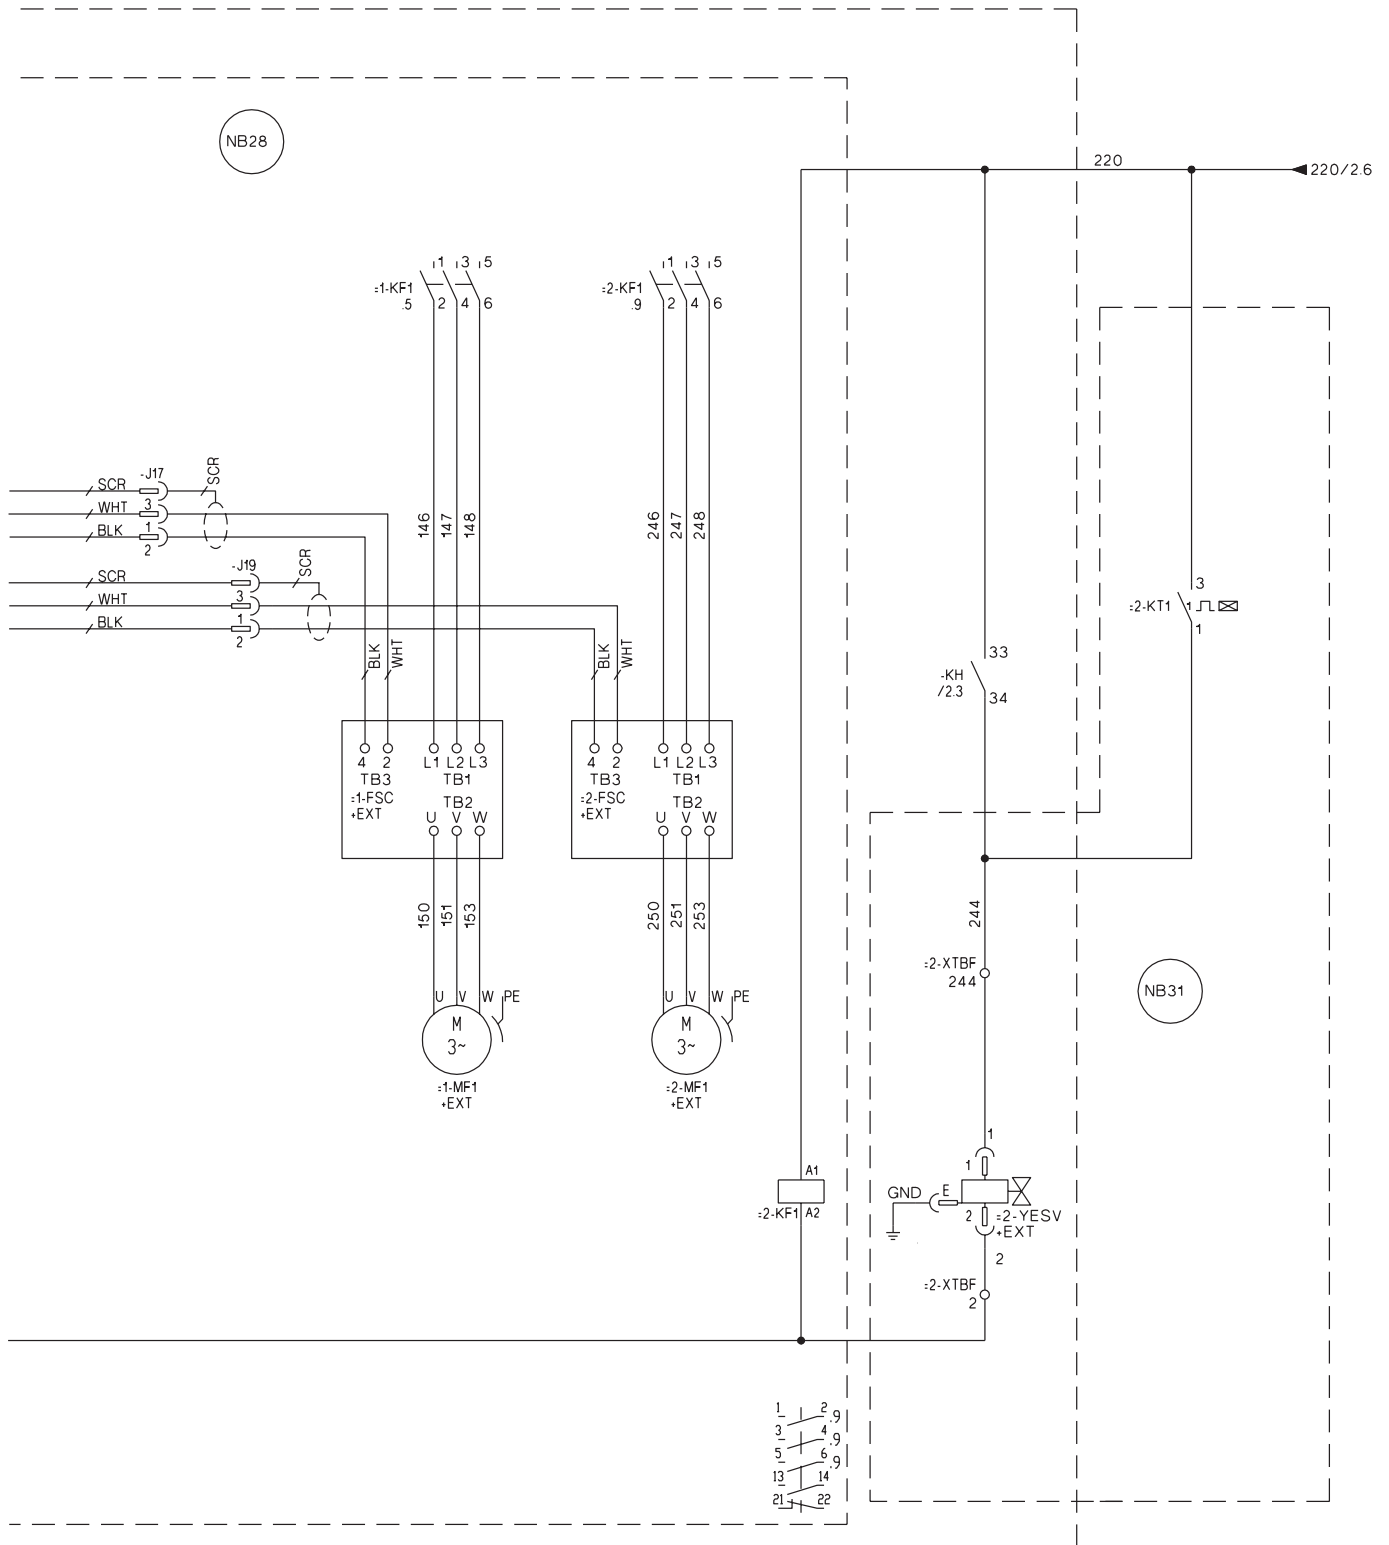 NB28
220
220/2.6
1 3 5
=1-KF1
.5
2 4 6
1 3 5
=2-KF1
.9
2 4 6
-J17
SCR
SCR
WHT
3
BLK
1
2
146
147
148
246
247
248
-J19
SCR
SCR
WHT
3
BLK
1
2
BLK
WHT
BLK
WHT
3
=2-KT1
1
1
33
-KH
/2.3
34
4 2 L1 L2 L3
TB3 TB1
=1-FSC
+EXT
TB2
U V W
4 2 L1 L2 L3
TB3 TB1
=2-FSC
+EXT
TB2
U V W
150
151
153
250
251
253
244
=2-XTBF
244
NB31
U V W PE
M
3~
=1-MF1
+EXT
U V W PE
M
3~
=2-MF1
+EXT
1
1
A1
=2-KF1 A2
GND E
2 =2-YESV
+EXT
2
=2-XTBF
2
1 2 .9
3 4 .9
5 6 .9
13 14
21 22